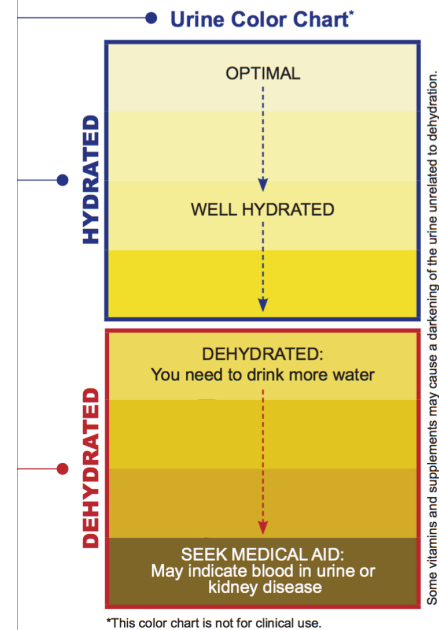 Urine Color Chart*
HYDRATED
OPTIMAL
WELL HYDRATED
DEHYDRATED
DEHYDRATED:
You need to drink more water
SEEK MEDICAL AID:
May indicate blood in urine or
kidney disease
Some vitamins and supplements may cause a darkening of the urine unrelated to dehydration.
*This color chart is not for clinical use.